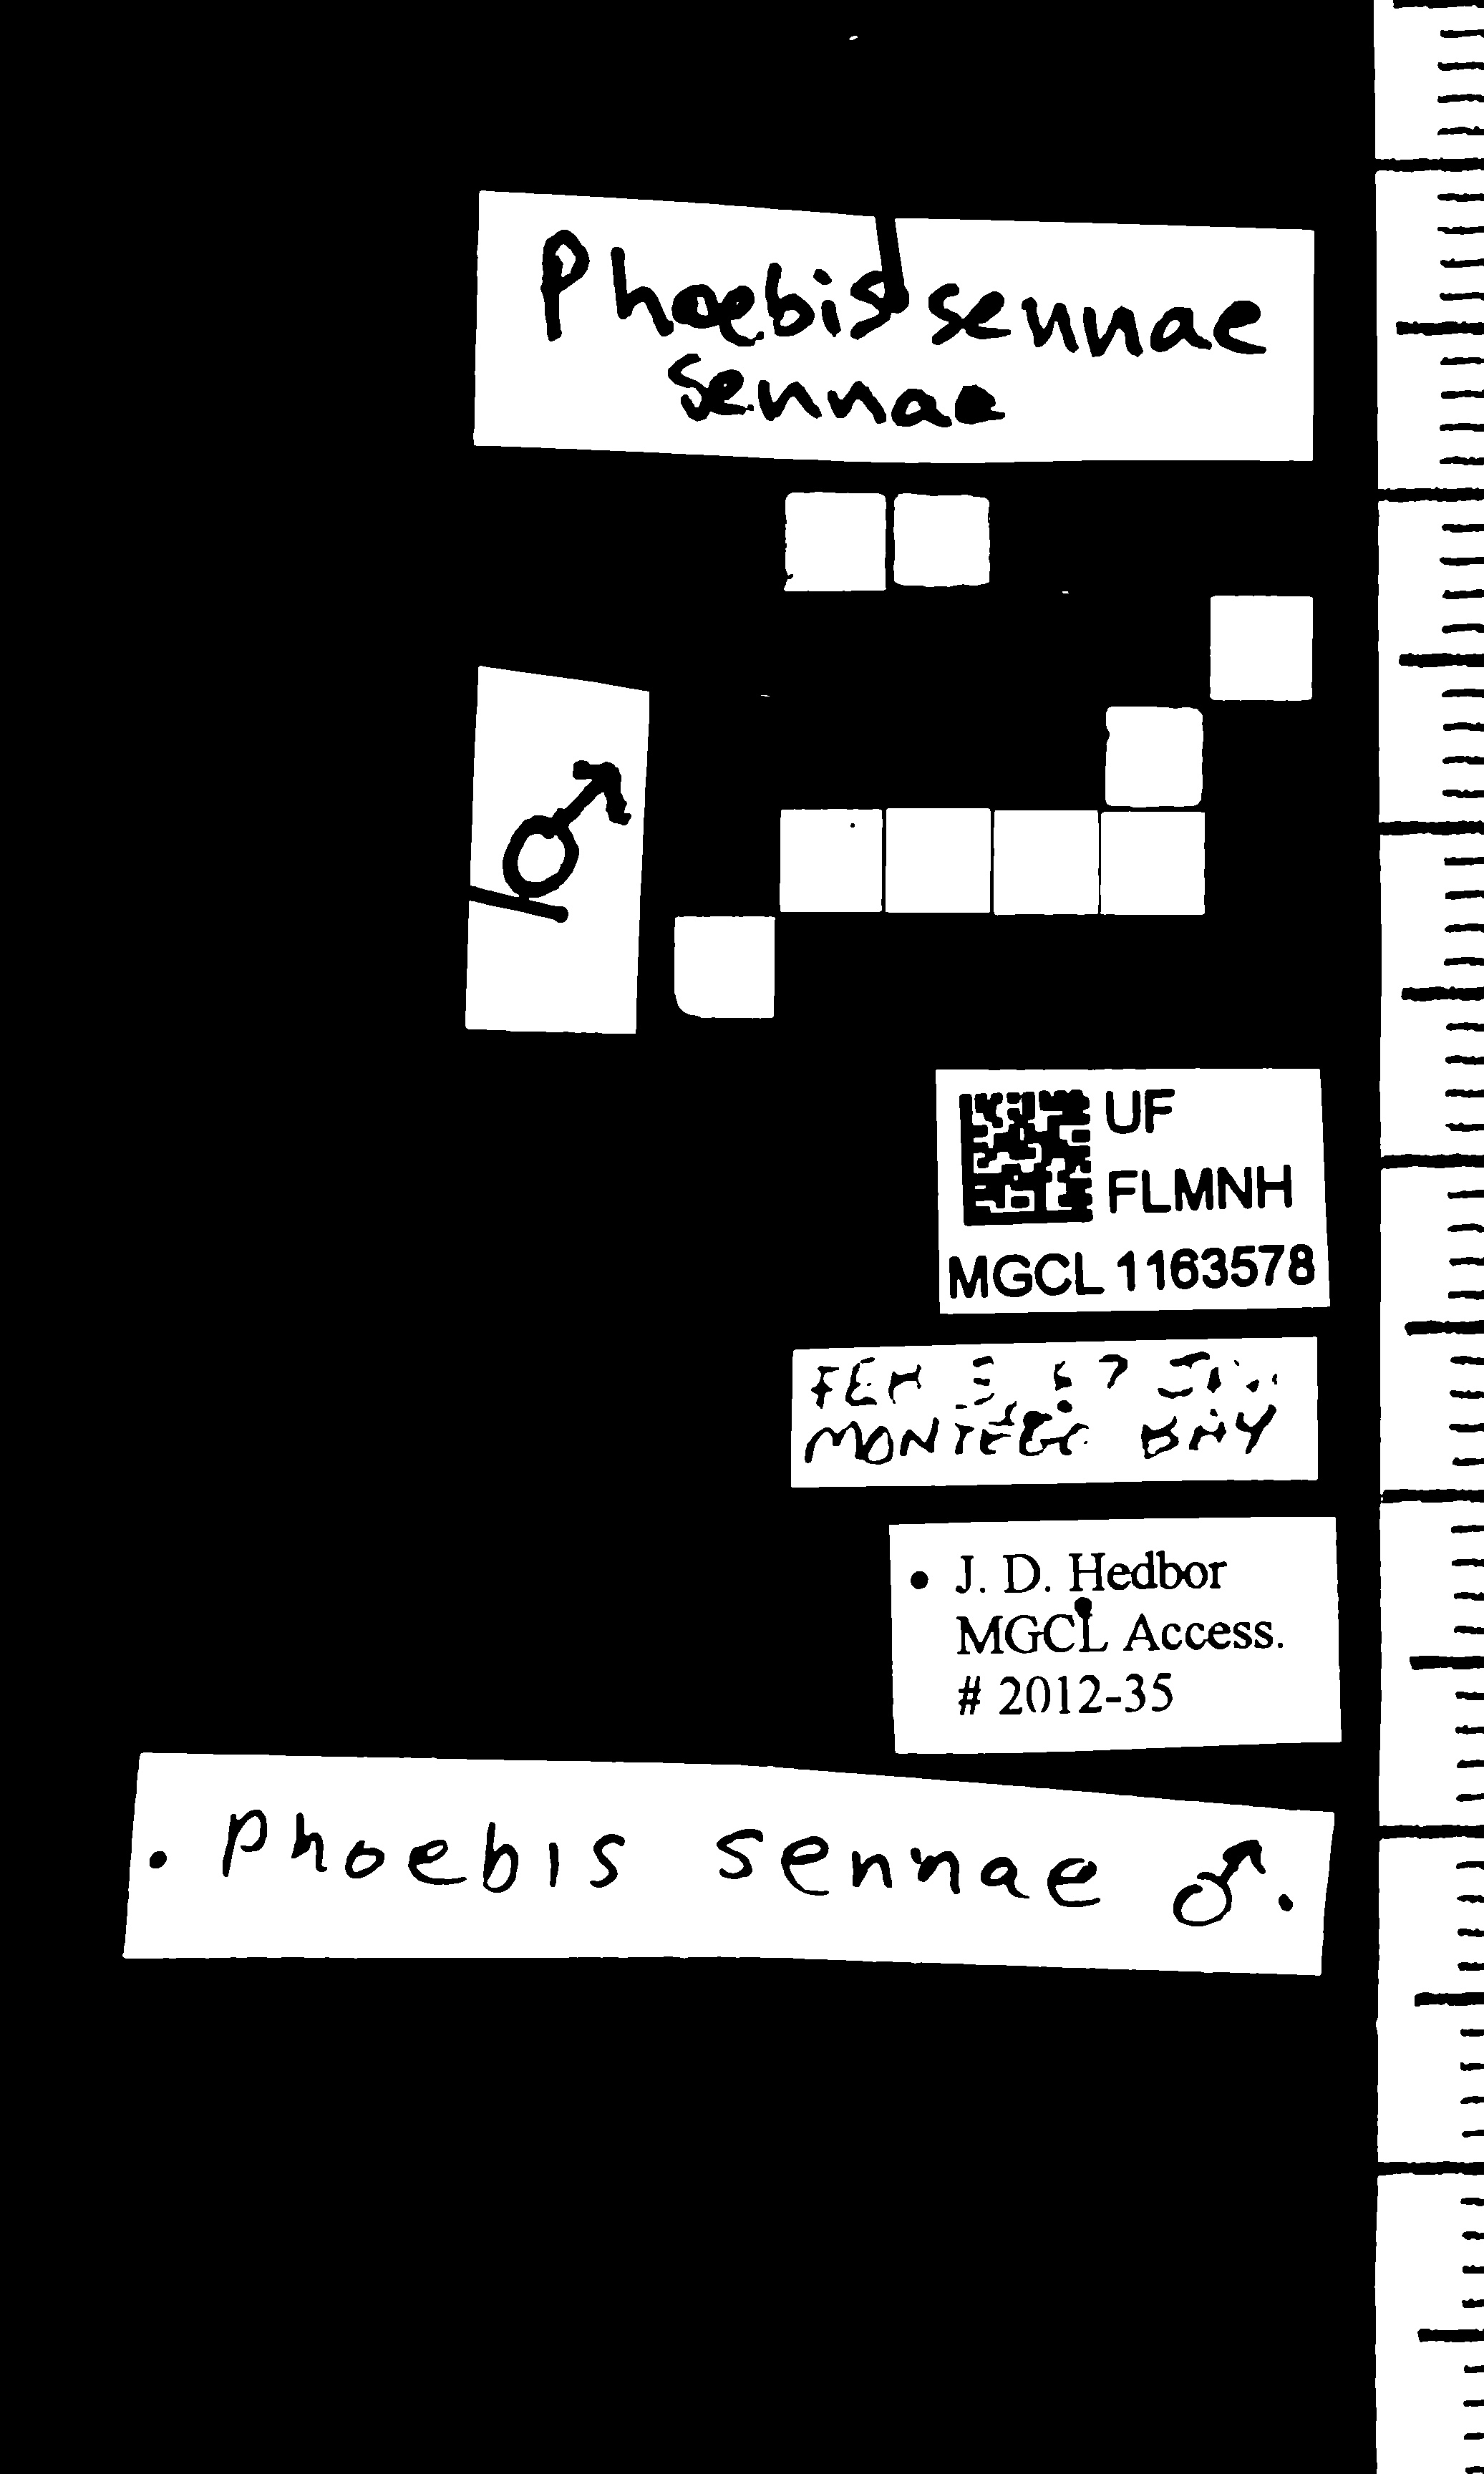 Phoebis sennae
sennae
♂
UF
FLMNH
MGCL 1163578
MONTEGO BAY
• J. D. Hedbor
MGCL Access.
# 2012-35
. Phoebis sennae ♂.